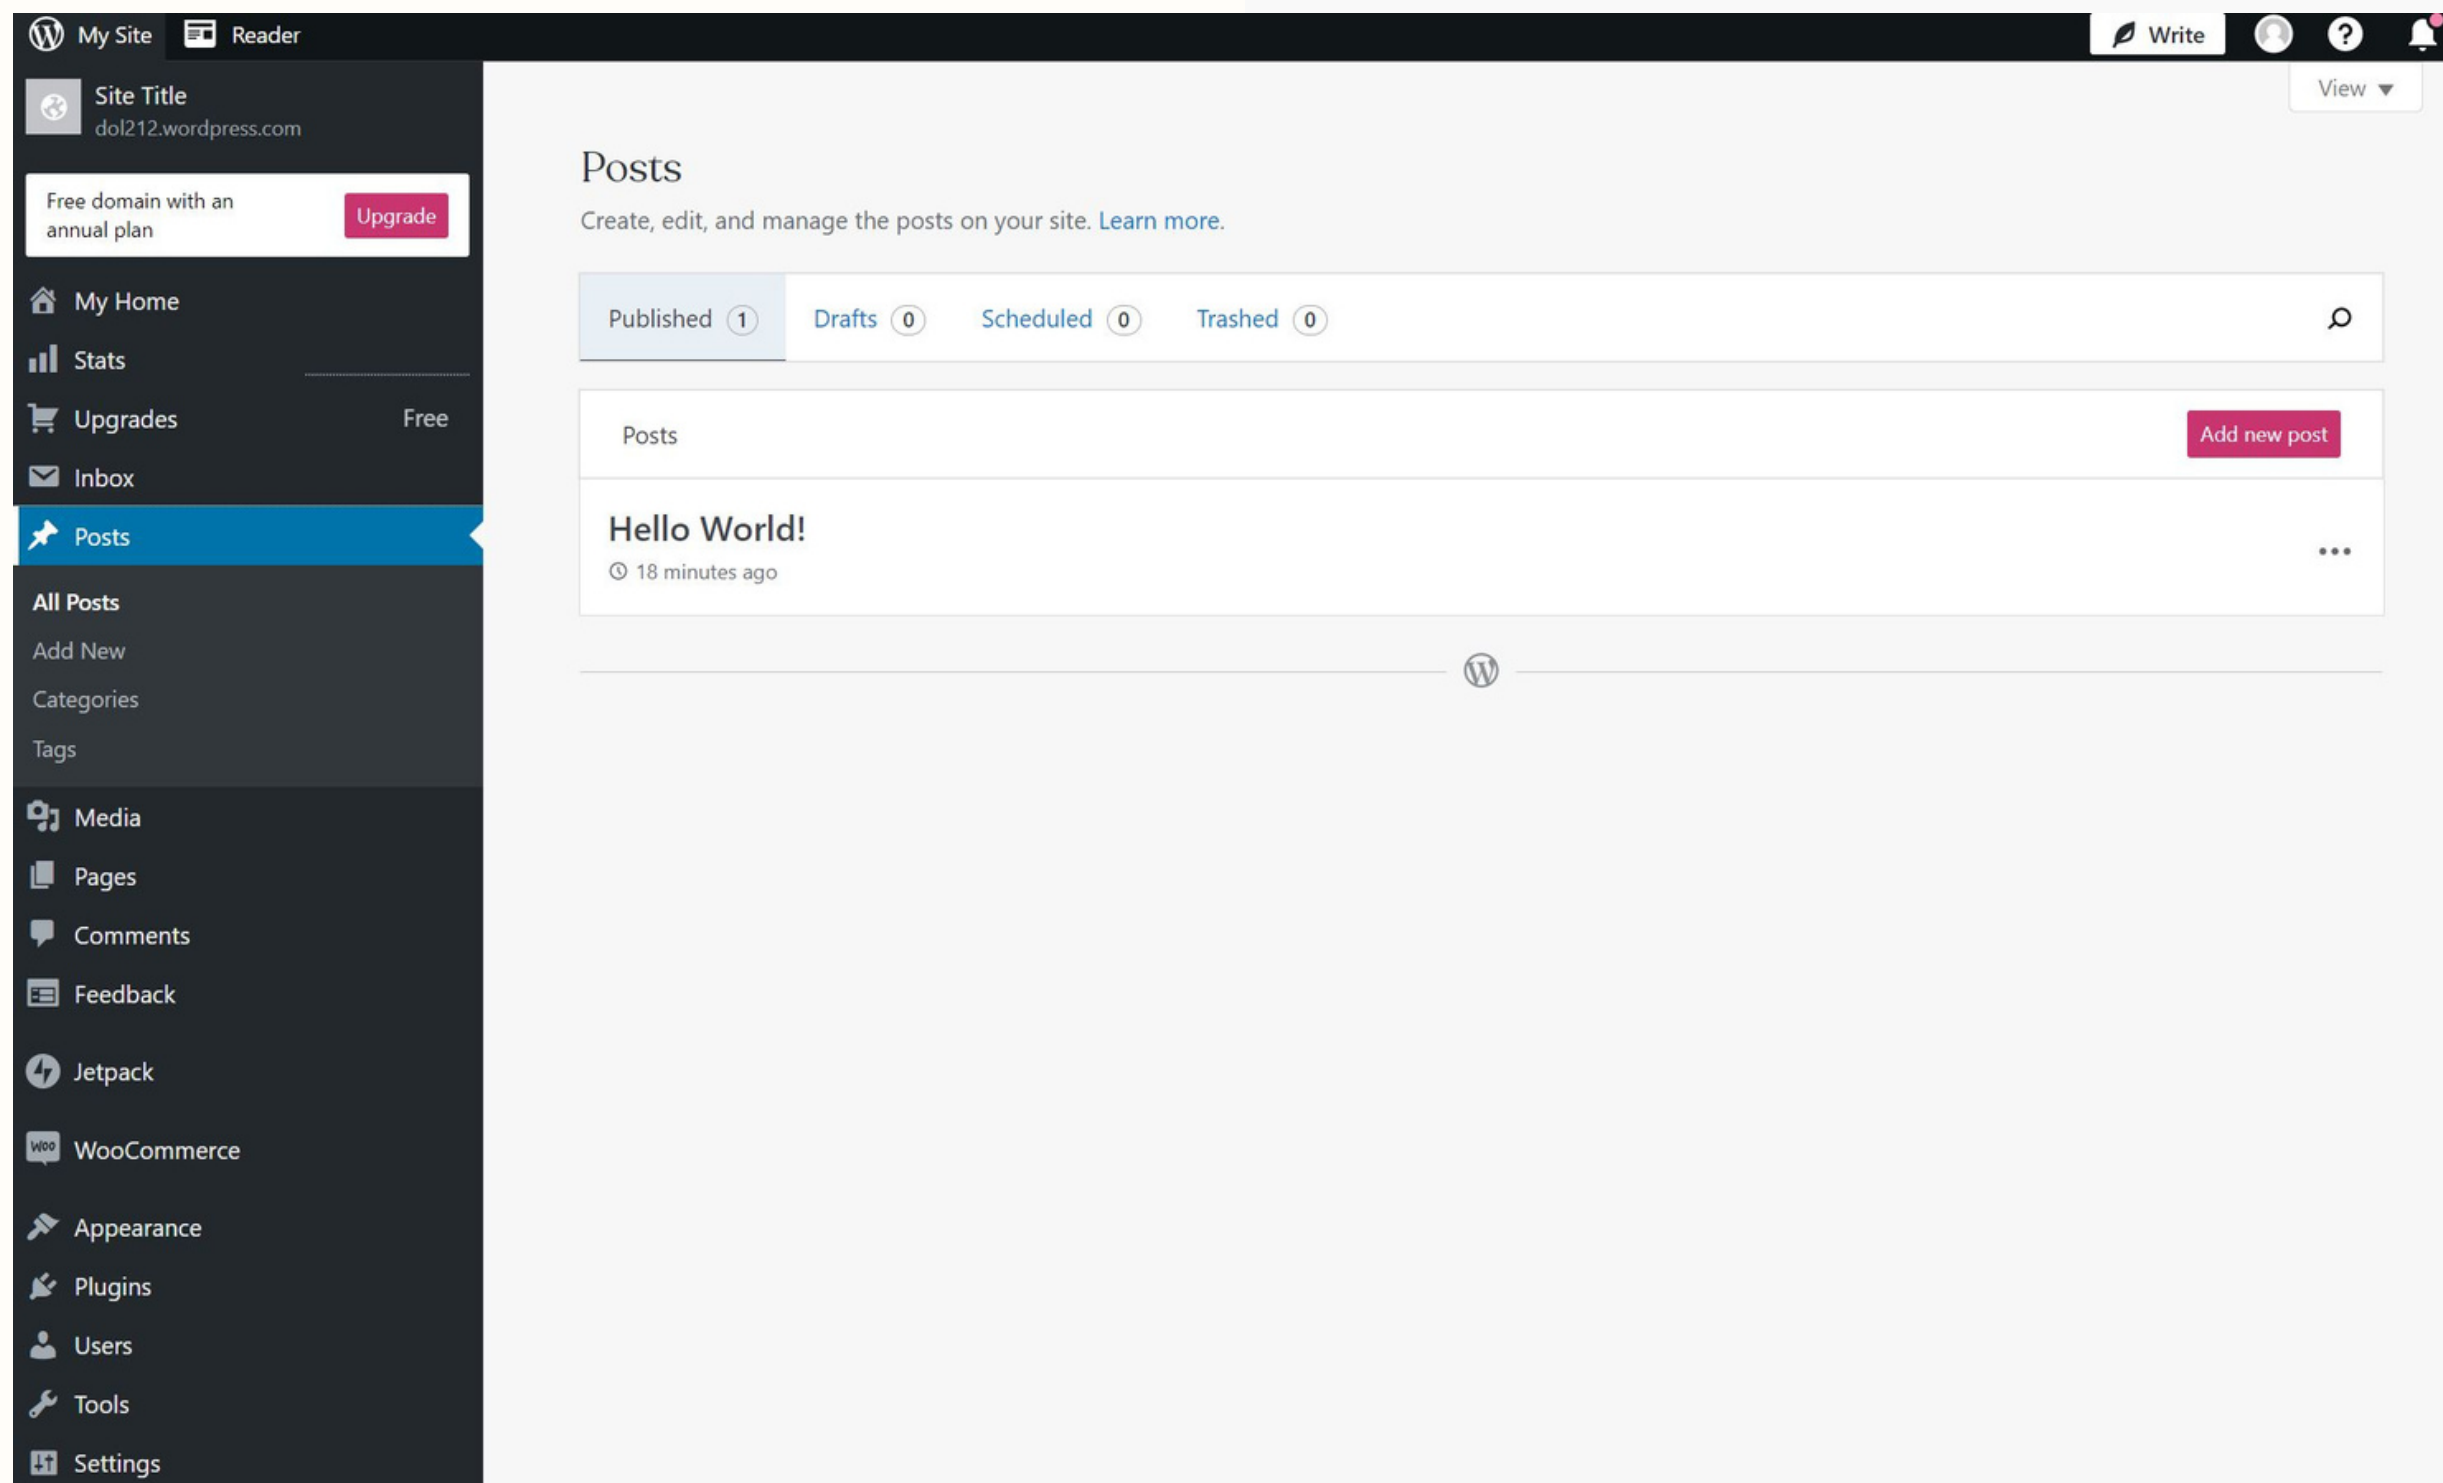 My Site
Reader
Write
Site Title
dol212.wordpress.com
Free domain with an
annual plan
Upgrade
My Home
Stats
Upgrades
Free
Inbox
Posts
All Posts
Add New
Categories
Tags
Media
Pages
Comments
Feedback
Jetpack
WOO
WooCommerce
Appearance
Plugins
Users
Tools
Settings
View
Posts
Create, edit, and manage the posts on your site. Learn more.
Published 1
Drafts 0
Scheduled 0
Trashed 0
Posts
Add new post
Hello World!
18 minutes ago